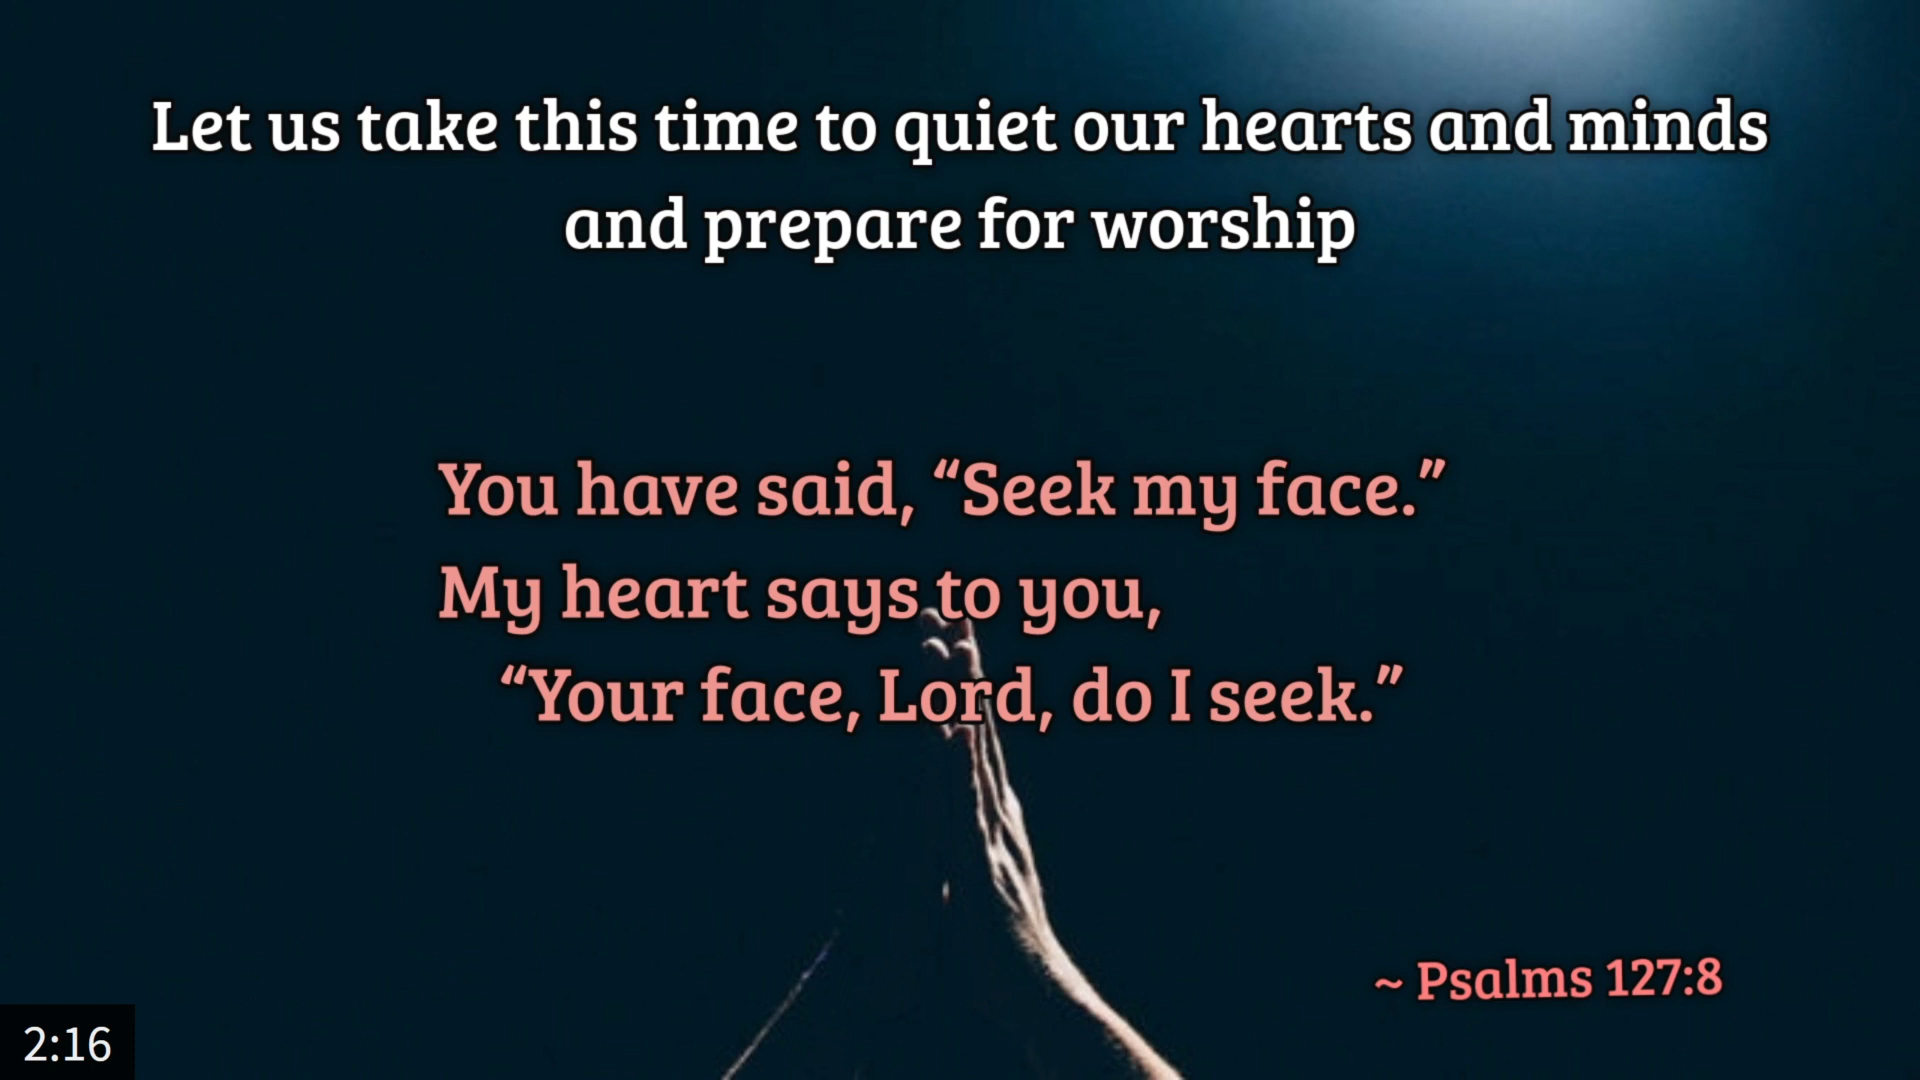 Let us take this time to quiet our hearts and minds
and prepare for worship
You have said, “Seek my face.”
My heart says to you,
“Your face, Lord, do I seek.”
~ Psalms 127:8
2:16